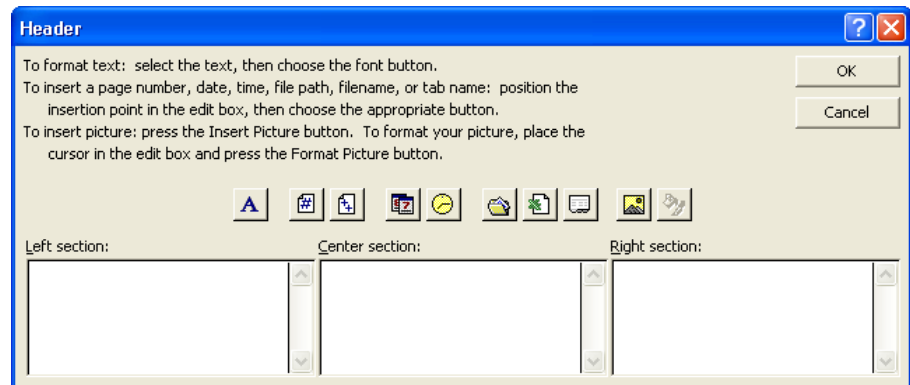 Header
To format text: select the text, then choose the font button.
To insert a page number, date, time, file path, filename, or tab name: position the
insertion point in the edit box, then choose the appropriate button.
To insert picture: press the Insert Picture button. To format your picture, place the
cursor in the edit box and press the Format Picture button.
OK
Cancel
A
Left section:
Center section:
Right section: